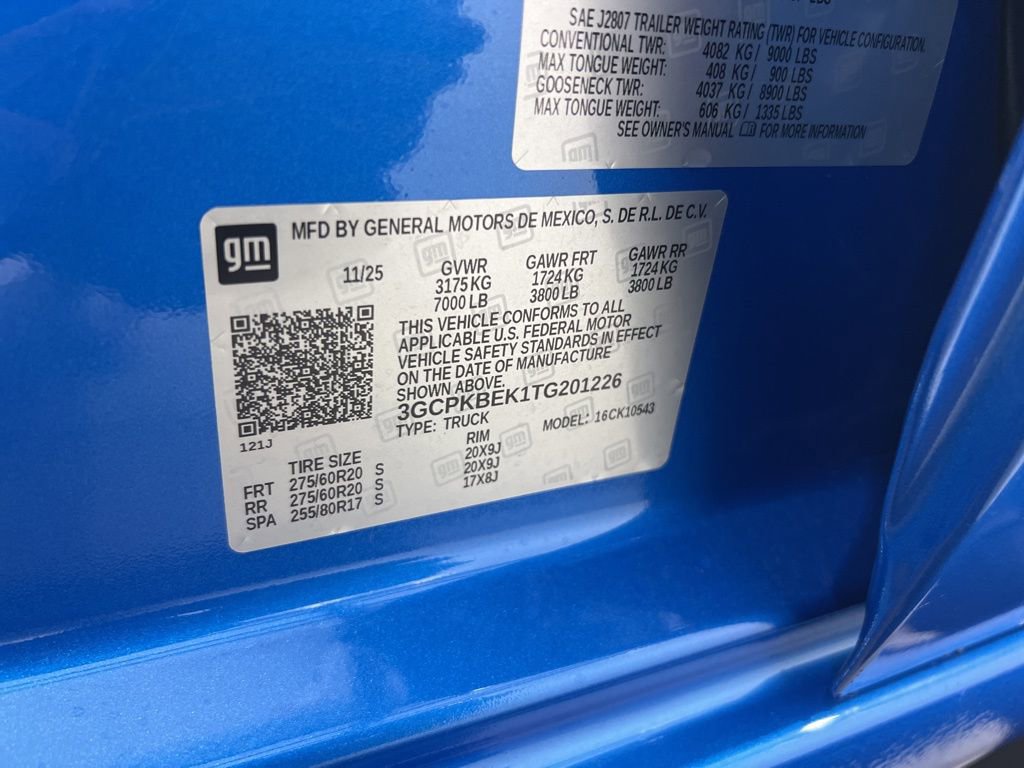 SAE J2807 TRAILER WEIGHT RATING (TWR) FOR VEHICLE CONFIGURATION.
CONVENTIONAL TWR: 4082 KG / 9000 LBS
MAX TONGUE WEIGHT: 408 KG / 900 LBS
GOOSENECK TWR: 4037 KG / 8900 LBS
MAX TONGUE WEIGHT: 606 KG / 1335 LBS
SEE OWNER'S MANUAL FOR MORE INFORMATION
gm
MFD BY GENERAL MOTORS DE MEXICO, S. DE R.L. DE C.V.
11/25 GVWR GAWR FRT GAWR RR
3175 KG 1724 KG 1724 KG
7000 LB 3800 LB 3800 LB
THIS VEHICLE CONFORMS TO ALL
APPLICABLE U.S. FEDERAL MOTOR
VEHICLE SAFETY STANDARDS IN EFFECT
ON THE DATE OF MANUFACTURE
SHOWN ABOVE.
3GCPKBEK1TG201226
TYPE: TRUCK MODEL: 16CK10543
121J
TIRE SIZE RIM
FRT 275/60R20 S 20X9J
RR 275/60R20 S 20X9J
SPA 255/80R17 S 17X8J